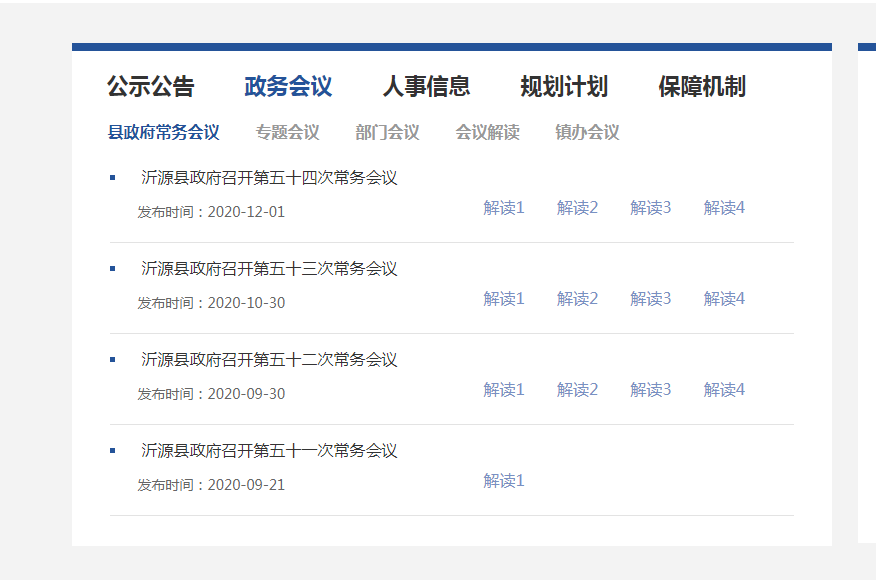 公示公告 政务会议 人事信息 规划计划 保障机制
县政府常务会议 专题会议 部门会议 会议解读 镇办会议
沂源县政府召开第五十四次常务会议
发布时间：2020-12-01 解读1 解读2 解读3 解读4
沂源县政府召开第五十三次常务会议
发布时间：2020-10-30 解读1 解读2 解读3 解读4
沂源县政府召开第五十二次常务会议
发布时间：2020-09-30 解读1 解读2 解读3 解读4
沂源县政府召开第五十一次常务会议
发布时间：2020-09-21 解读1